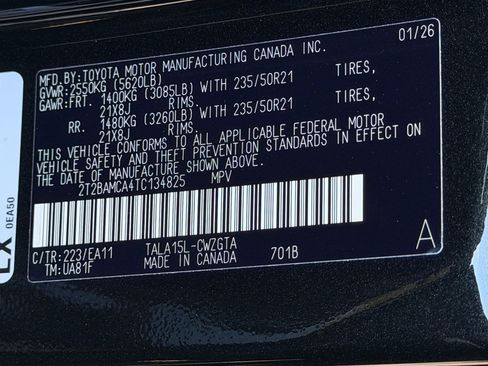 MFD.BY:TOYOTA MOTOR MANUFACTURING CANADA INC. 01/26
GVWR:2550KG (5620LB)
GAWR:FRT. 1400KG (3085LB) WITH 235/50R21 TIRES,
21X8J RIMS.
RR. 1480KG (3260LB) WITH 235/50R21 TIRES,
21X8J RIMS.
THIS VEHICLE CONFORMS TO ALL APPLICABLE FEDERAL MOTOR
VEHICLE SAFETY AND THEFT PREVENTION STANDARDS IN EFFECT ON
THE DATE OF MANUFACTURE SHOWN ABOVE.
2T2BAMCA4TC134825 MPV
C/TR:223/EA11 TALA15L-CWZGTA A
TM:UA81F MADE IN CANADA 701B
LX
0EA50